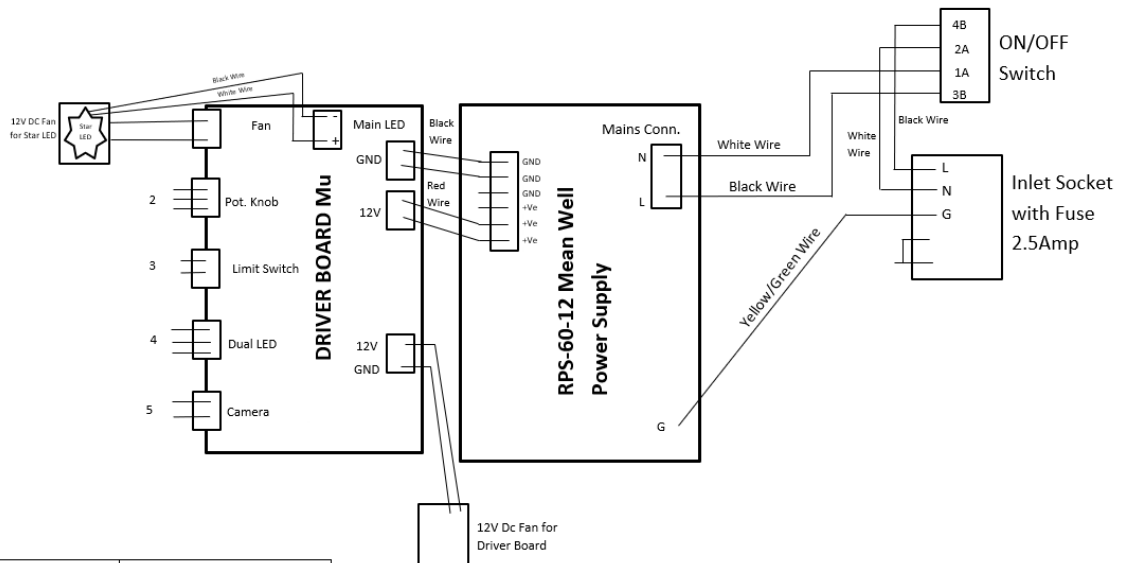 4B
2A
1A
3B
ON/OFF
Switch
Black Wire
White Wire
12V DC Fan
for Star LED
Star
LED
Fan
-
+
Main LED
GND
12V
Black
Wire
Red
Wire
GND
GND
GND
+Ve
+Ve
+Ve
Mains Conn.
N
L
White Wire
Black Wire
White
Wire
Black Wire
L
N
G
Inlet Socket
with Fuse
2.5Amp
Yellow/Green Wire
2
Pot. Knob
3
Limit Switch
4
Dual LED
5
Camera
DRIVER BOARD Mu
12V
GND
RPS-60-12 Mean Well
Power Supply
G
12V Dc Fan for
Driver Board